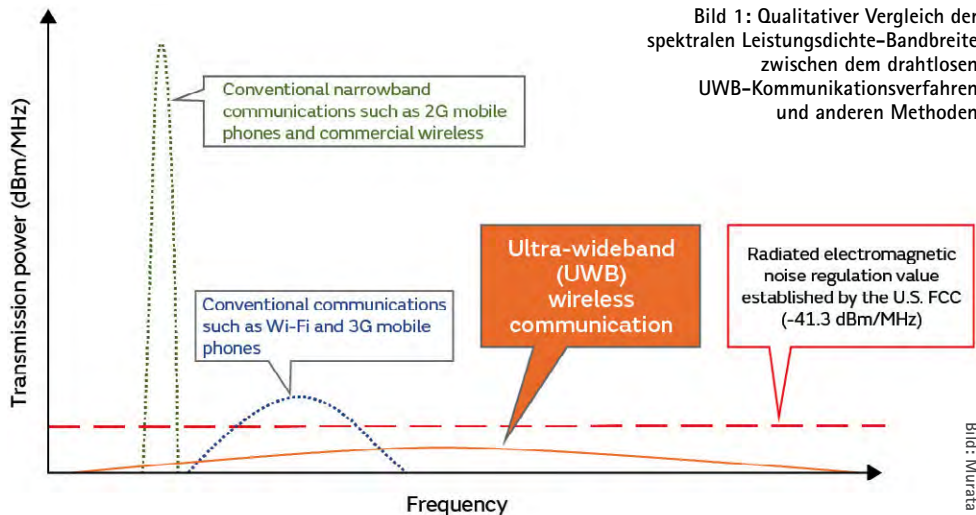 Bild 1: Qualitativer Vergleich der
spektralen Leistungsdichte-Bandbreite
zwischen dem drahtlosen
UWB-Kommunikationsverfahren
und anderen Methoden
Transmission power (dBm/MHz)
Conventional narrowband
communications such as 2G mobile
phones and commercial wireless
Conventional communications
such as Wi-Fi and 3G mobile
phones
Ultra-wideband
(UWB)
wireless
communication
Radiated electromagnetic
noise regulation value
established by the U.S. FCC
(-41.3 dBm/MHz)
Frequency
Bild: Murata